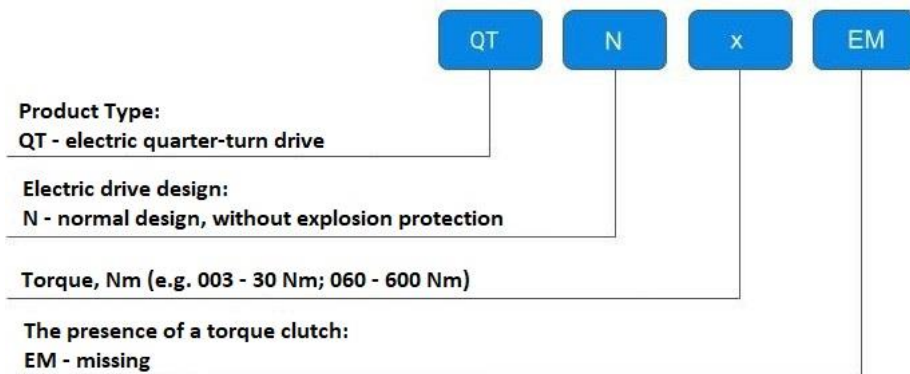 QT N x EM
Product Type:
QT - electric quarter-turn drive
Electric drive design:
N - normal design, without explosion protection
Torque, Nm (e.g. 003 - 30 Nm; 060 - 600 Nm)
The presence of a torque clutch:
EM - missing